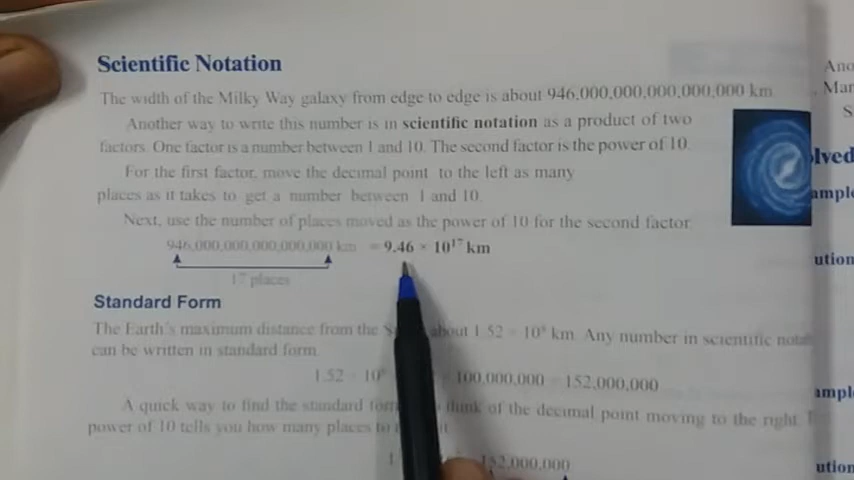 Scientific Notation
The width of the Milky Way galaxy from edge to edge is about 946,000,000,000,000,000 km
Another way to write this number is in scientific notation as a product of two
factors. One factor is a number between 1 and 10. The second factor is the power of 10.
For the first factor, move the decimal point to the left as many
places as it takes to get a number between 1 and 10.
Next, use the number of places moved as the power of 10 for the second factor
946,000,000,000,000,000 km = 9.46 × 10¹⁷ km
17 places
Standard Form
The Earth's maximum distance from the about 1.52 × 10⁸ km. Any number in scientific
can be written in standard form.
1.52 × 10⁸ 100,000,000 = 152,000,000
A quick way to find the standard of the decimal point moving to the right.
power of 10 tells you how many places to
152,000,000